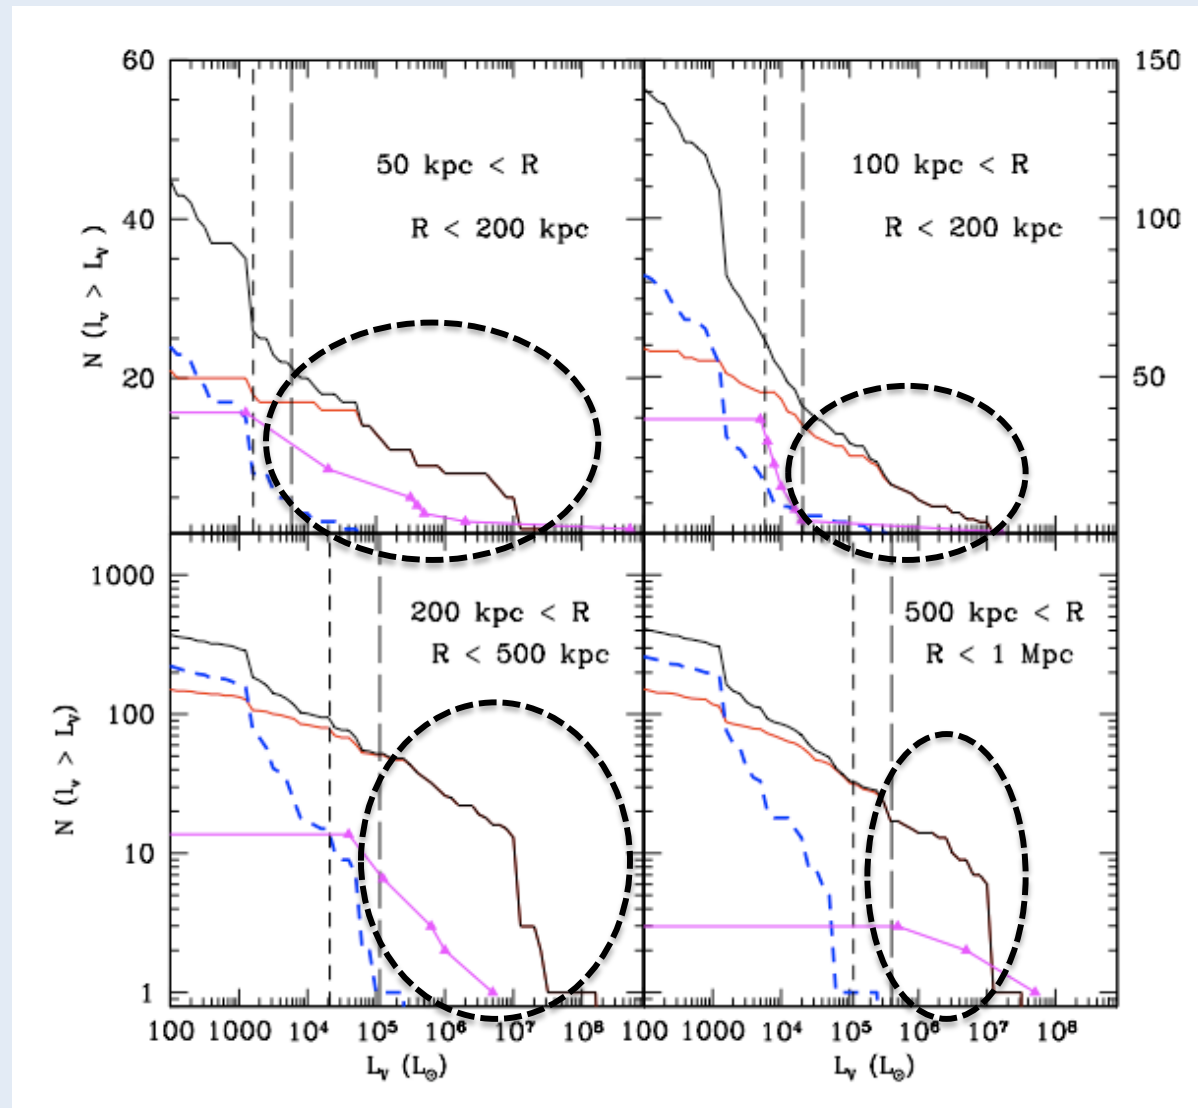 60
40
20
N (l_v > L_v)
50 kpc < R
R < 200 kpc
100 kpc < R
R < 200 kpc
150
100
50
1000
100
10
1
N (l_v > L_v)
200 kpc < R
R < 500 kpc
500 kpc < R
R < 1 Mpc
100 1000 10⁴ 10⁵ 10⁶ 10⁷ 10⁸
100 1000 10⁴ 10⁵ 10⁶ 10⁷ 10⁸
L_v (L_⊙)
L_v (L_⊙)